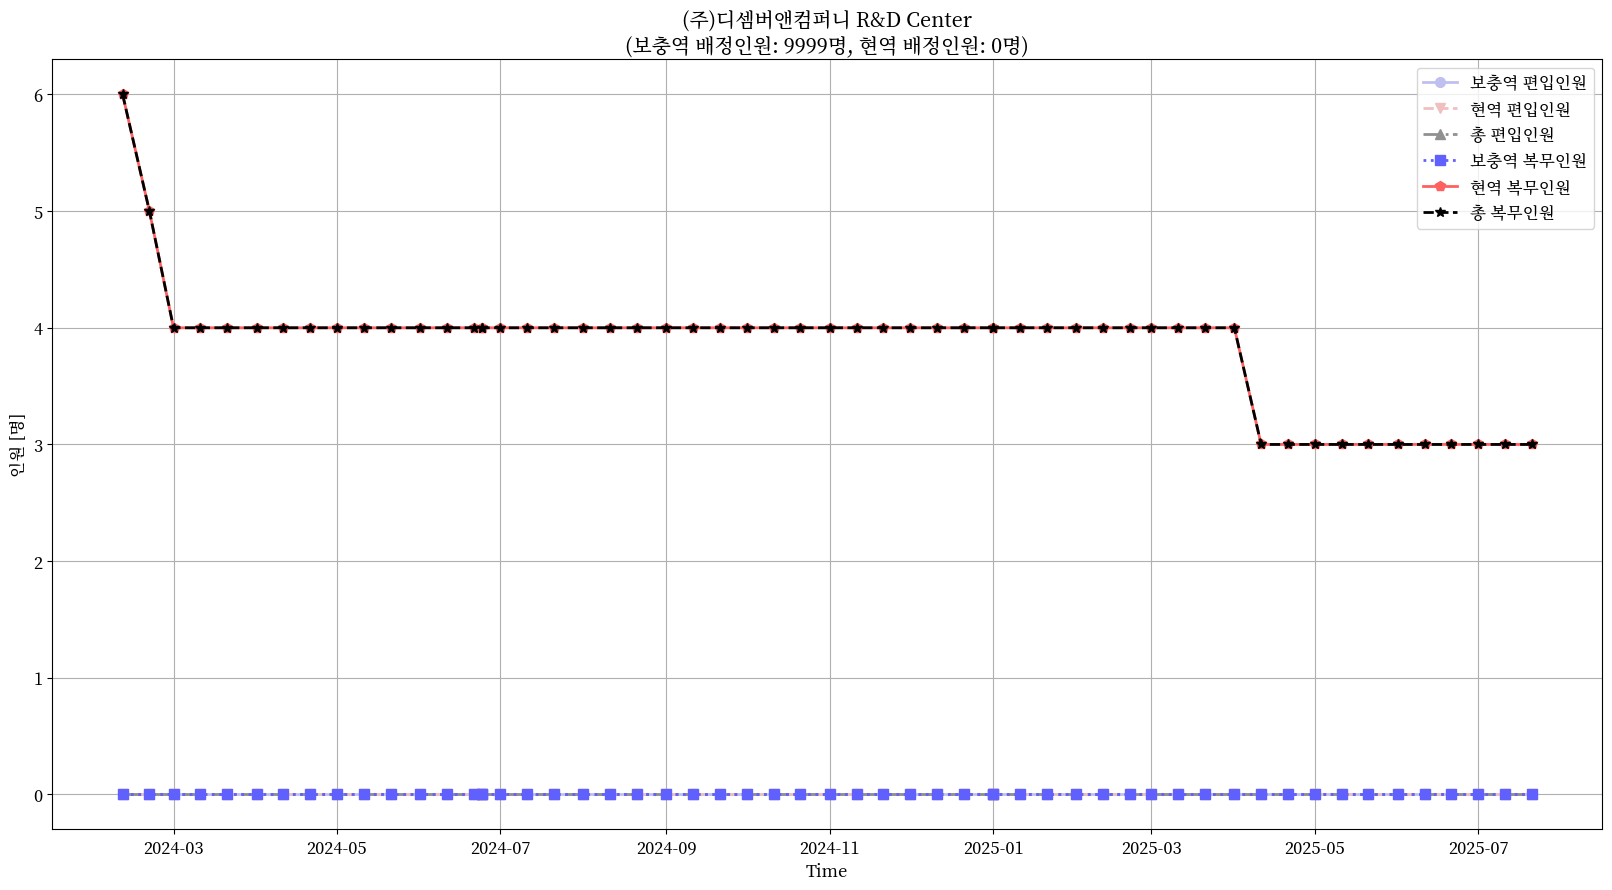 (주)디셈버앤컴퍼니 R&D Center
(보충역 배정인원: 9999명, 현역 배정인원: 0명)
보충역 편입인원
현역 편입인원
총 편입인원
보충역 복무인원
현역 복무인원
총 복무인원
인원 [명]
6
5
4
3
2
1
0
2024-03
2024-05
2024-07
2024-09
2024-11
2025-01
2025-03
2025-05
2025-07
Time